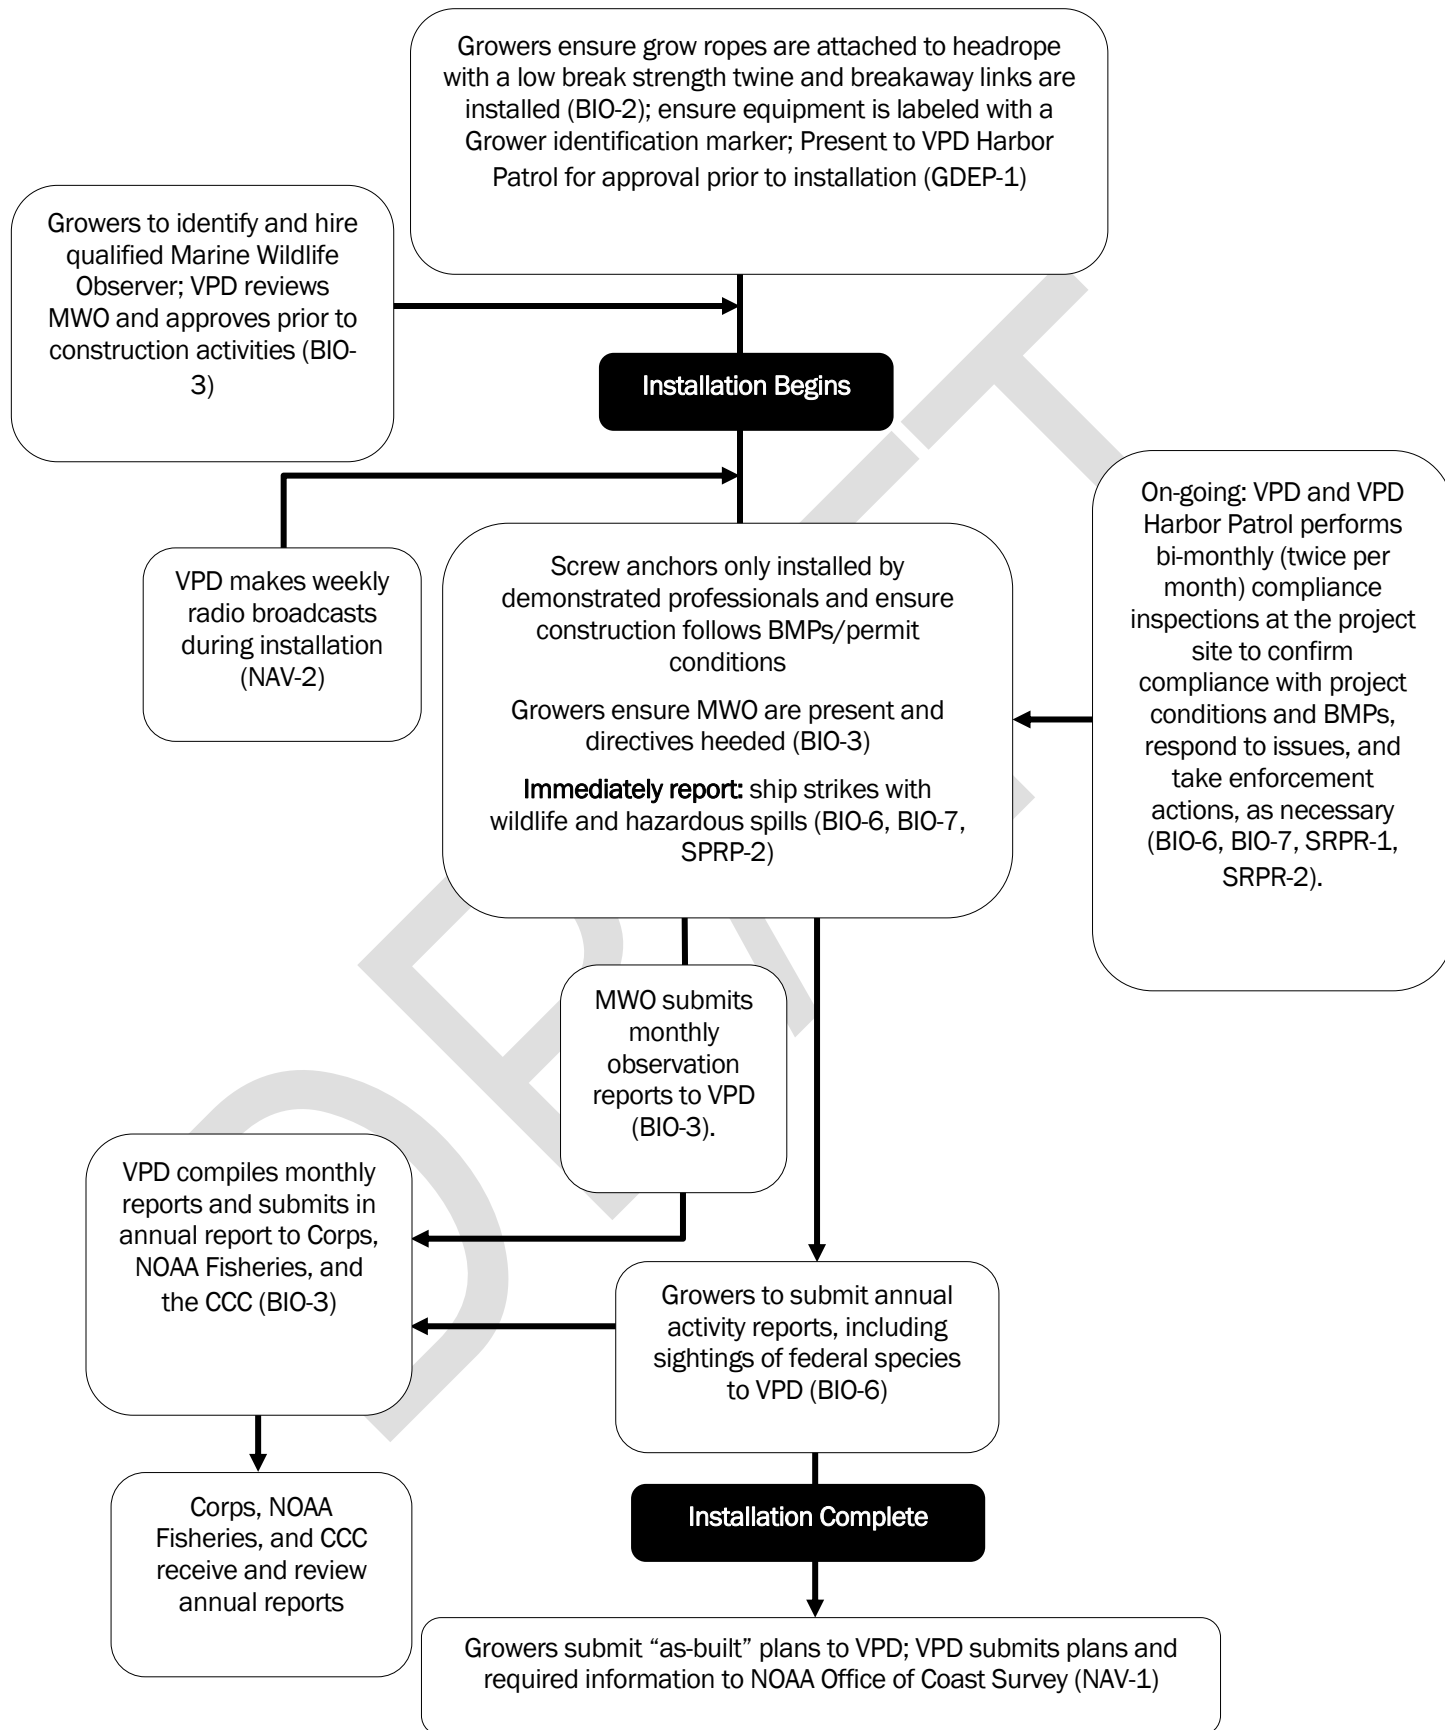 Growers ensure grow ropes are attached to headrope
with a low break strength twine and breakaway links are
installed (BIO-2); ensure equipment is labeled with a
Grower identification marker; Present to VPD Harbor
Patrol for approval prior to installation (GDEP-1)
Growers to identify and hire
qualified Marine Wildlife
Observer; VPD reviews
MWO and approves prior to
construction activities (BIO-
3)
Installation Begins
VPD makes weekly
radio broadcasts
during installation
(NAV-2)
Screw anchors only installed by
demonstrated professionals and ensure
construction follows BMPs/permit
conditions
Growers ensure MWO are present and
directives heeded (BIO-3)
Immediately report: ship strikes with
wildlife and hazardous spills (BIO-6, BIO-7,
SPRP-2)
On-going: VPD and VPD
Harbor Patrol performs
bi-monthly (twice per
month) compliance
inspections at the project
site to confirm
compliance with project
conditions and BMPs,
respond to issues, and
take enforcement
actions, as necessary
(BIO-6, BIO-7, SRPR-1,
SRPR-2).
MWO submits
monthly
observation
reports to VPD
(BIO-3).
VPD compiles monthly
reports and submits in
annual report to Corps,
NOAA Fisheries, and
the CCC (BIO-3)
Growers to submit annual
activity reports, including
sightings of federal species
to VPD (BIO-6)
Corps, NOAA
Fisheries, and CCC
receive and review
annual reports
Installation Complete
Growers submit “as-built” plans to VPD; VPD submits plans and
required information to NOAA Office of Coast Survey (NAV-1)
DRAFT